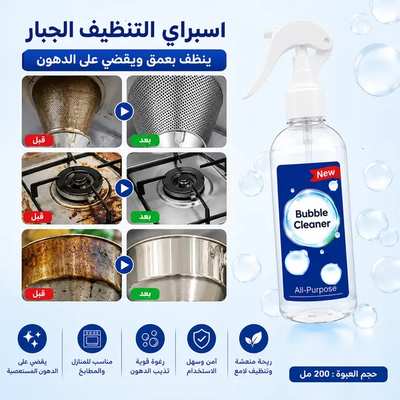 اسبراي التنظيف الجبار
ينظف بعمق ويقضي على الدهون
قبل
بعد
قبل
بعد
قبل
بعد
New
Bubble
Cleaner
All-Purpose
حجم العبوة : 200 مل
ريحة منعشة
وتنظيف لامع
آمن وسهل
الاستخدام
رغوة قوية
تذيب الدهون
مناسب للمنازل
والمطابخ
يقضي على
الدهون المستعصية